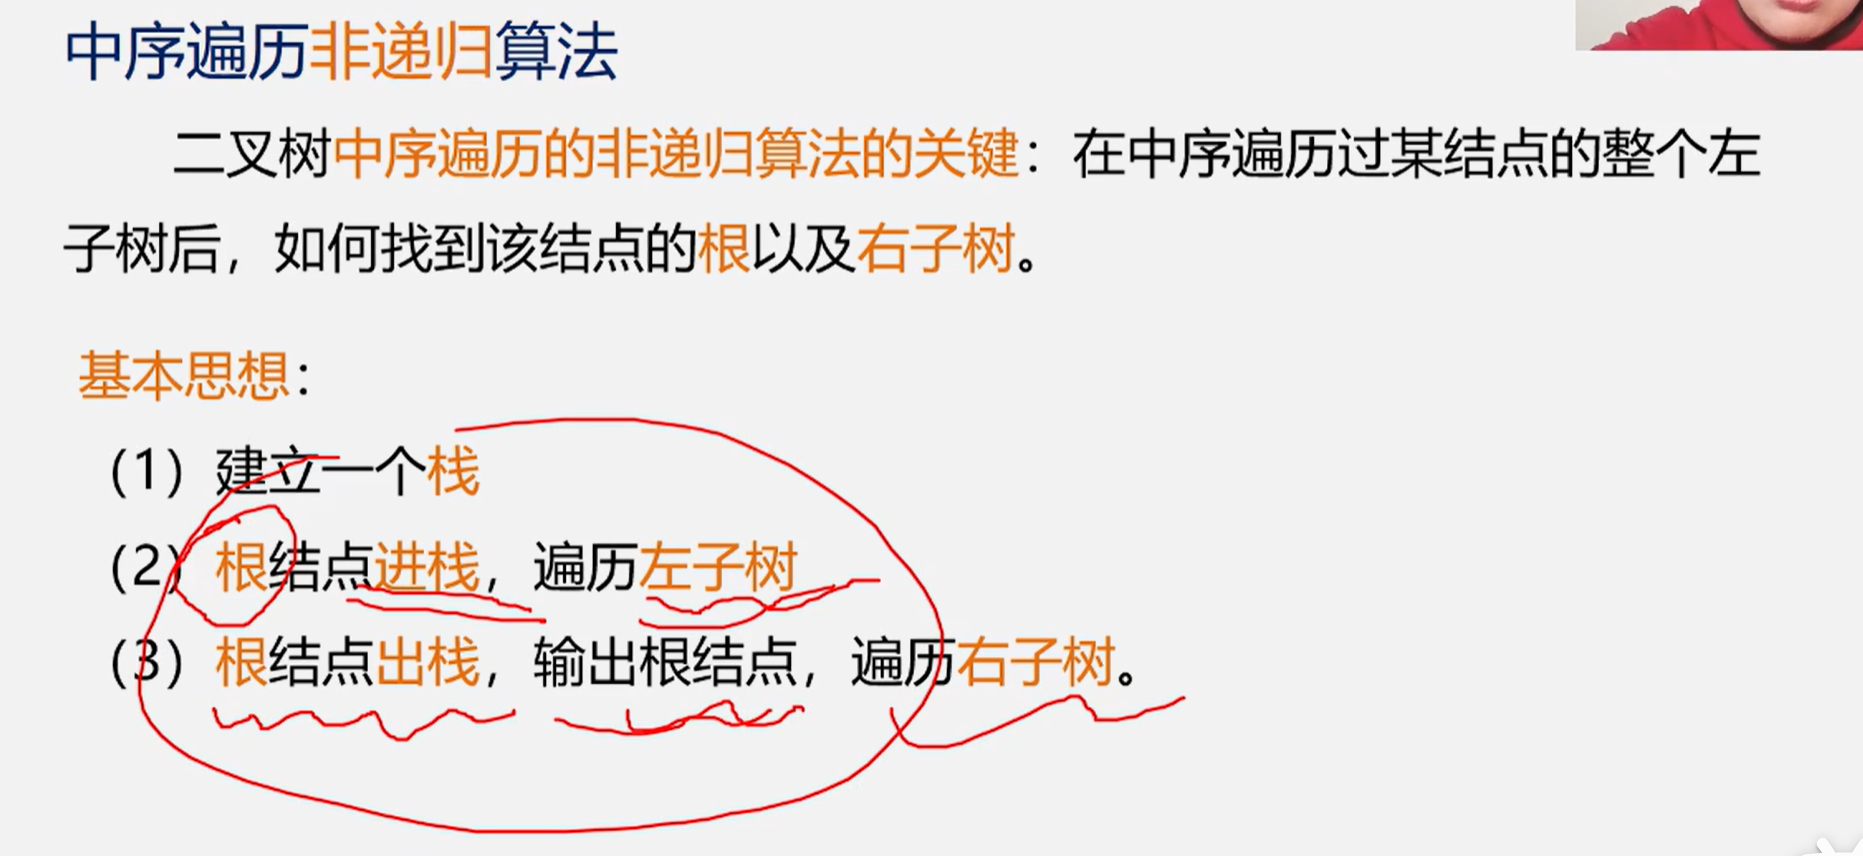 中序遍历非递归算法
二叉树中序遍历的非递归算法的关键：在中序遍历过某结点的整个左
子树后，如何找到该结点的根以及右子树。
基本思想：
（1）建立一个栈
（2）根结点进栈，遍历左子树
（3）根结点出栈，输出根结点，遍历右子树。